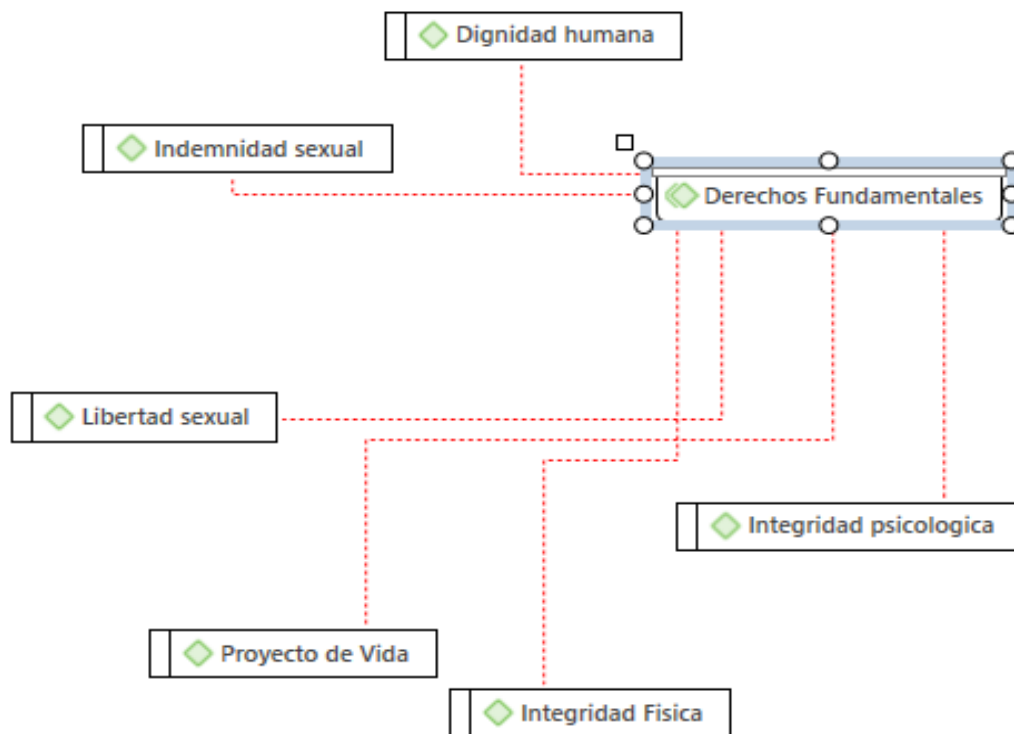 Dignidad humana
Indemnidad sexual
Derechos Fundamentales
Libertad sexual
Integridad psicologica
Proyecto de Vida
Integridad Fisica